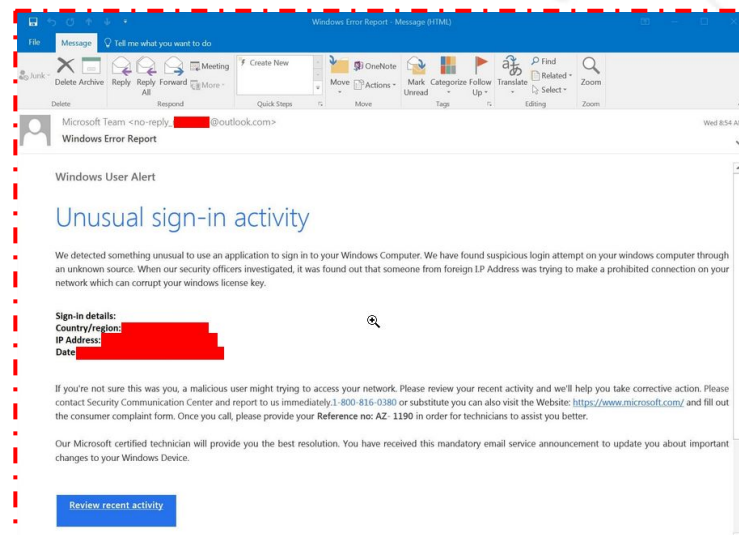 Windows Error Report - Message (HTML)
File Message Tell me what you want to do
Junk
Delete Archive Reply Reply All Forward Meeting More
Create New
Move OneNote Actions
Mark Unread Categorize Follow Up
Translate Find Related Select
Zoom
Delete Respond Quick Steps Move Tags Editing Zoom
Microsoft Team <no-reply_ @outlook.com>
Wed 8:54 A
Windows Error Report
Windows User Alert
Unusual sign-in activity
We detected something unusual to use an application to sign in to your Windows Computer. We have found suspicious login attempt on your windows computer through
an unknown source. When our security officers investigated, it was found out that someone from foreign I.P Address was trying to make a prohibited connection on your
network which can corrupt your windows license key.
Sign-in details:
Country/region:
IP Address:
Date
If you're not sure this was you, a malicious user might trying to access your network. Please review your recent activity and we'll help you take corrective action. Please
contact Security Communication Center and report to us immediately.1-800-816-0380 or substitute you can also visit the Website: https://www.microsoft.com/ and fill out
the consumer complaint form. Once you call, please provide your Reference no: AZ- 1190 in order for technicians to assist you better.
Our Microsoft certified technician will provide you the best resolution. You have received this mandatory email service announcement to update you about important
changes to your Windows Device.
Review recent activity